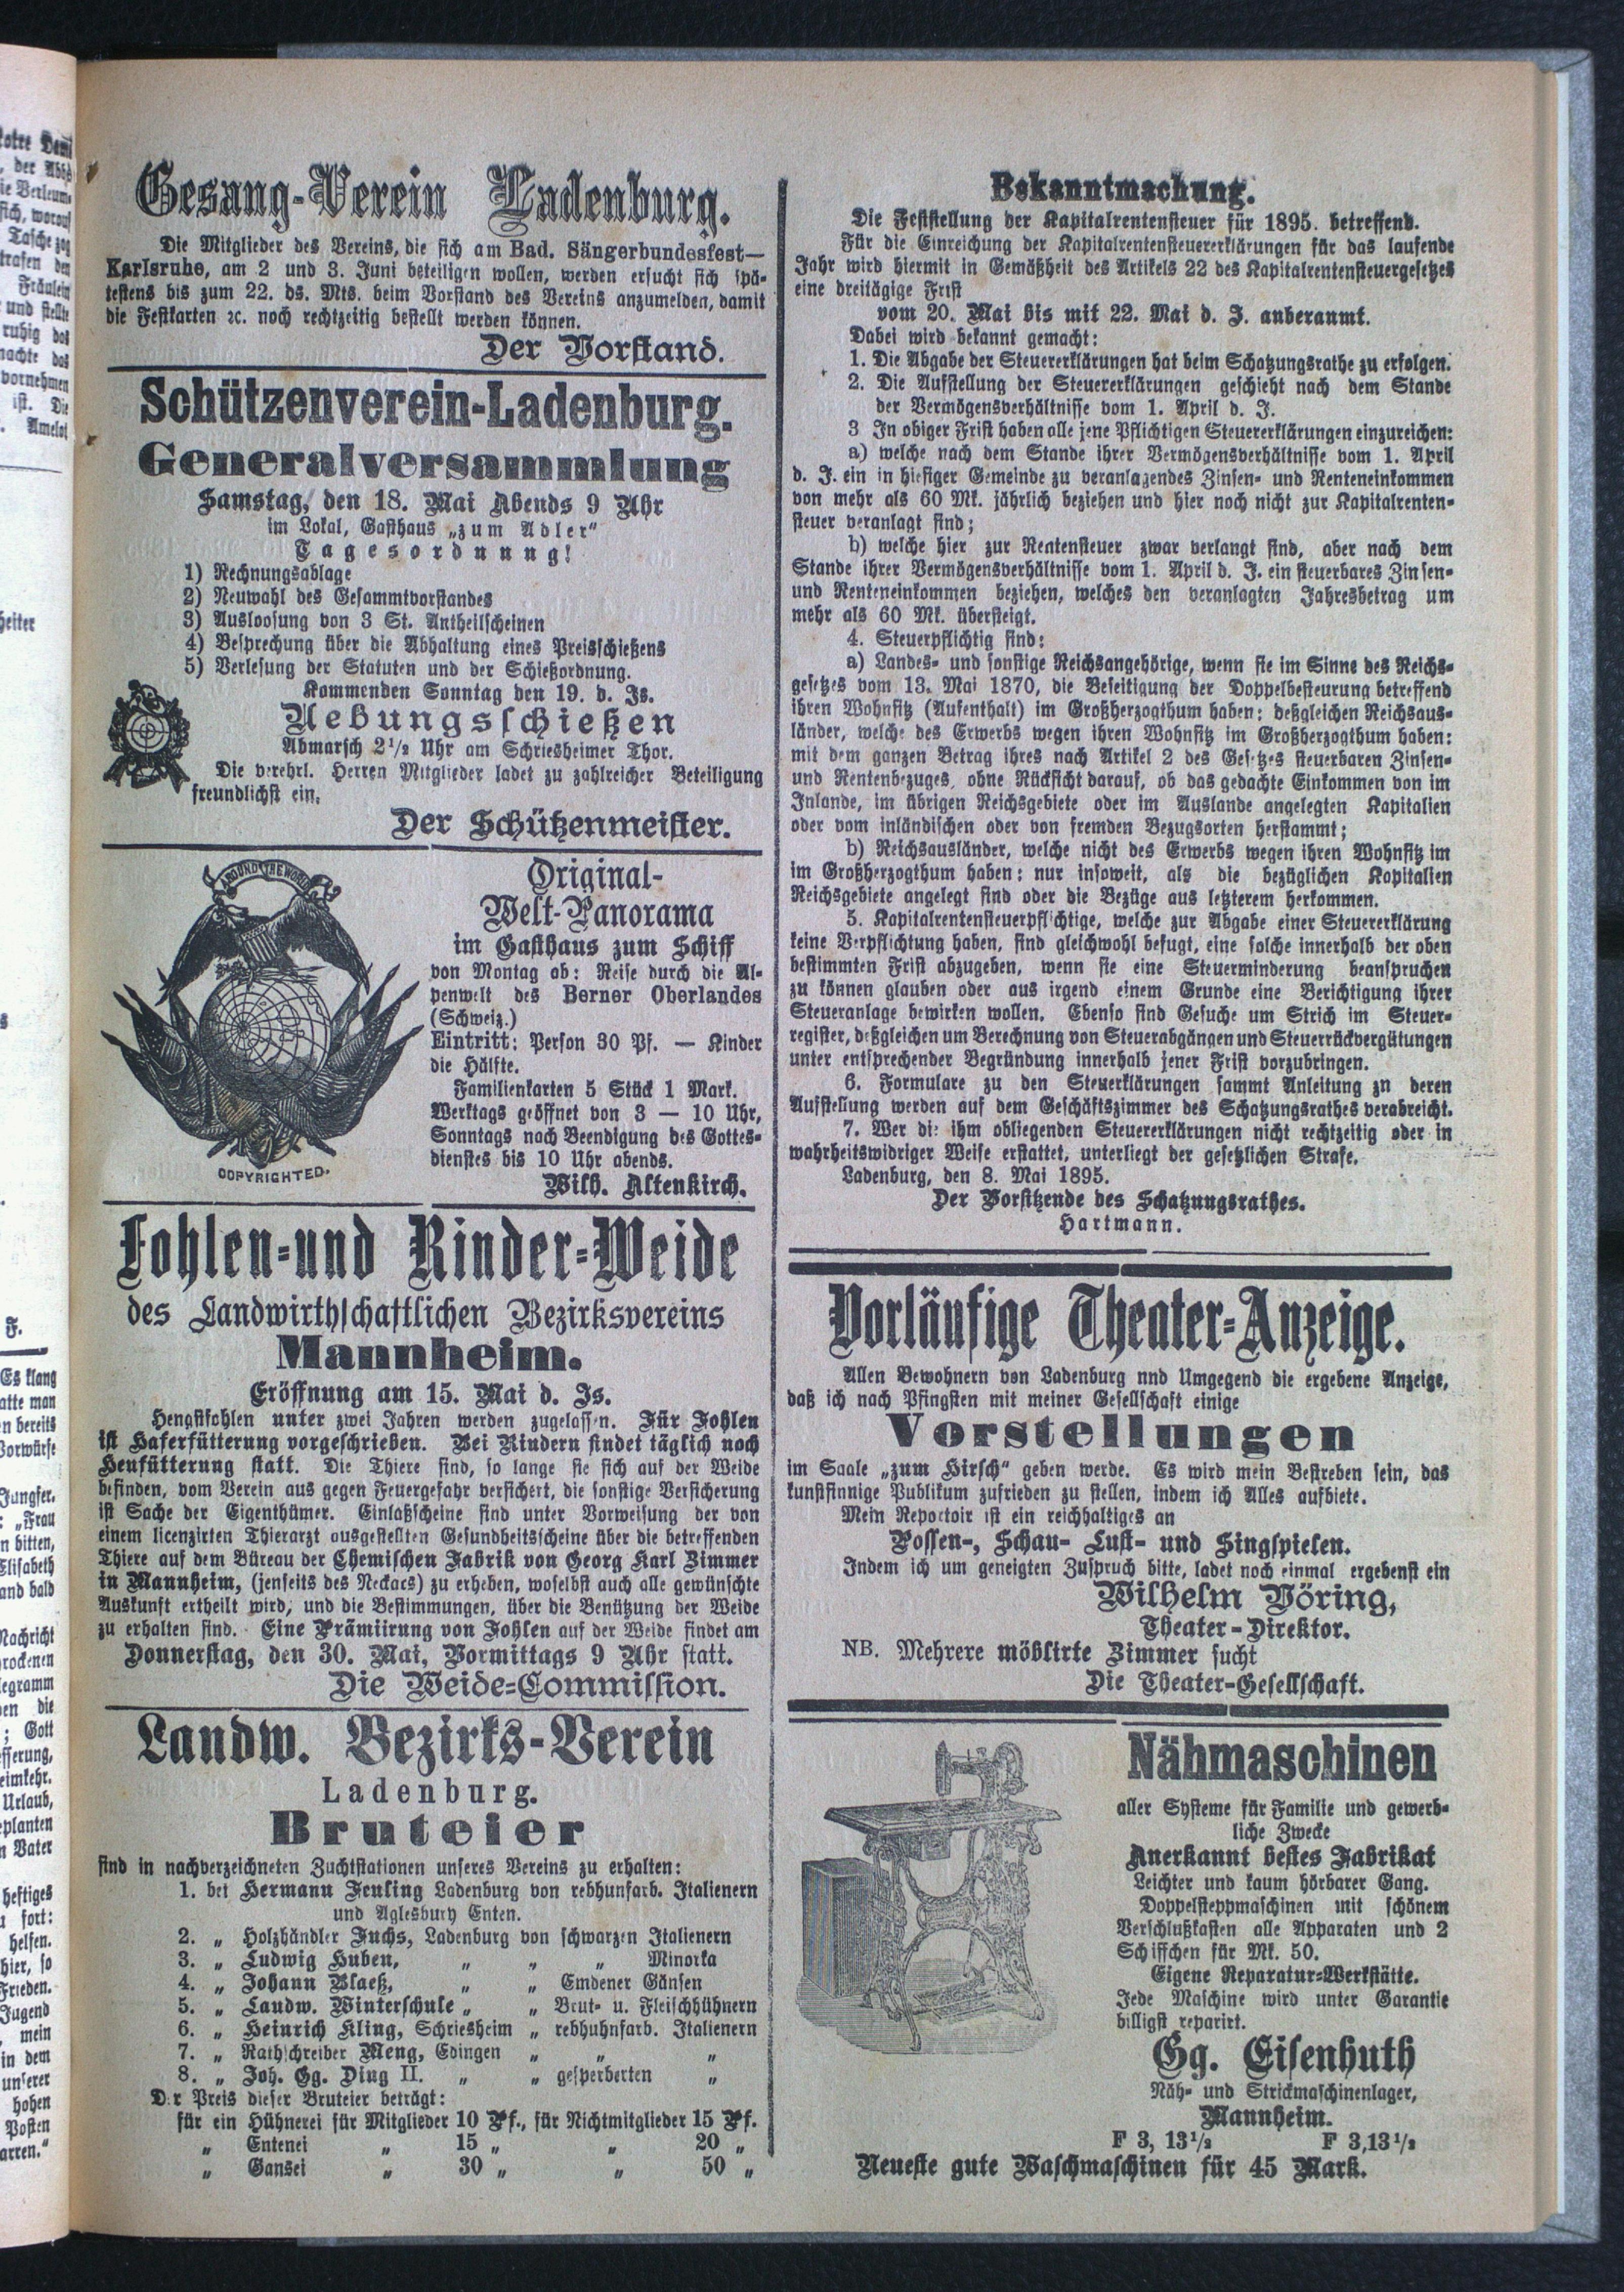 Gesang-Verein Ladenburg.
Die Mitglieder des Vereins, die sich am Bad. Sängerbundesfest—
Karlsruhe, am 2 und 3. Juni beteiligen wollen, werden ersucht sich spä-
testens bis zum 22. ds. Mts. beim Vorstand des Vereins anzumelden, damit
die Festkarten ꝛc. noch rechtzeitig bestellt werden können.
Der Vorstand.
Schützenverein-Ladenburg.
Generalversammlung
Samstag, den 18. Mai Abends 9 Uhr
im Lokal, Gasthaus „zum Adler“
Tagesordnung!
1) Rechnungsablage
2) Neuwahl des Gesammtvorstandes
3) Ausloosung von 3 St. Antheilscheinen
4) Besprechung über die Abhaltung eines Preisschießens
5) Verlesung der Statuten und der Schießordnung.
Kommenden Sonntag den 19. d. Js.
Uebungsschießen
Abmarsch 2½ Uhr am Schriesheimer Thor.
Die verehrl. Herren Mitglieder ladet zu zahlreicher Beteiligung
freundlichst ein.
Der Schützenmeister.
AROUND THE WORLD
COPYRIGHTED.
Original-
Welt-Panorama
im Gasthaus zum Schiff
von Montag ab: Reise durch die Al-
penwelt des Berner Oberlandes
(Schweiz.)
Eintritt: Person 30 Pf. — Kinder
die Hälfte.
Familienkarten 5 Stück 1 Mark.
Werktags geöffnet von 3 — 10 Uhr,
Sonntags nach Beendigung des Gottes-
dienstes bis 10 Uhr abends.
Wilh. Altenkirch.
Fohlen-und Rinder-Weide
des Landwirthschaftlichen Bezirksvereins
Mannheim.
Eröffnung am 15. Mai d. Js.
Hengstfohlen unter zwei Jahren werden zugelassen. Für Fohlen
ist Haferfütterung vorgeschrieben. Bei Rindern findet täglich noch
Heufütterung statt. Die Thiere sind, so lange sie sich auf der Weide
befinden, vom Verein aus gegen Feuergefahr versichert, die sonstige Versicherung
ist Sache der Eigenthümer. Einlaßscheine sind unter Vorweisung der von
einem licenzirten Thierarzt ausgestellten Gesundheitsscheine über die betreffenden
Thiere auf dem Büreau der Chemischen Fabrik von Georg Karl Zimmer
in Mannheim, (jenseits des Neckars) zu erheben, woselbst auch alle gewünschte
Auskunft ertheilt wird, und die Bestimmungen, über die Benützung der Weide
zu erhalten sind. Eine Prämiirung von Fohlen auf der Weide findet am
Donnerstag, den 30. Mai, Vormittags 9 Uhr statt.
Die Weide-Commission.
Landw. Bezirks-Verein
Ladenburg.
Bruteier
sind in nachverzeichneten Zuchtstationen unseres Vereins zu erhalten:
1. bei Hermann Feuling Ladenburg von rebhunfarb. Italienern
und Aglesbury Enten.
2. „ Holzhändler Fuchs, Ladenburg von schwarzen Italienern
3. „ Ludwig Huben, „ „ „ Minorka
4. „ Johann Blaeß, „ „ Emdener Gänsen
5. „ Landw. Winterschule „ „ Brut- u. Fleischhühnern
6. „ Heinrich Kling, Schriesheim „ rebhuhnfarb. Italienern
7. „ Rathschreiber Meng, Edingen „ „ „
8. „ Joh. Gg. Ding II. „ „ gesperberten „
D.r Preis dieser Bruteier beträgt:
für ein Hühnerei für Mitglieder 10 Pf., für Nichtmitglieder 15 Pf.
„ Entenei „ 15 „ „ 20 „
„ Gansei „ 30 „ „ 50 „
Bekanntmachung.
Die Feststellung der Kapitalrentensteuer für 1895. betreffend.
Für die Einreichung der Kapitalrentensteuererklärungen für das laufende
Jahr wird hiermit in Gemäßheit des Artikels 22 des Kapitalrentensteuergesetzes
eine dreitägige Frist
vom 20. Mai bis mit 22. Mai d. J. anberaumt.
Dabei wird bekannt gemacht:
1. Die Abgabe der Steuererklärungen hat beim Schatzungsrathe zu erfolgen.
2. Die Aufstellung der Steuererklärungen geschieht nach dem Stande
der Vermögensverhältnisse vom 1. April d. J.
3 In obiger Frist haben alle jene Pflichtigen Steuererklärungen einzureichen:
a) welche nach dem Stande ihrer Vermögensverhältnisse vom 1. April
d. J. ein in hiesiger Gemeinde zu veranlagendes Zinsen- und Renteneinkommen
von mehr als 60 Mk. jährlich beziehen und hier noch nicht zur Kapitalrenten-
steuer veranlagt sind;
b) welche hier zur Rentensteuer zwar verlangt sind, aber nach dem
Stande ihrer Vermögensverhältnisse vom 1. April d. J. ein steuerbares Zinsen-
und Renteneinkommen beziehen, welches den veranlagten Jahresbetrag um
mehr als 60 Mk. übersteigt.
4. Steuerpflichtig sind:
a) Landes- und sonstige Reichsangehörige, wenn sie im Sinne des Reichs-
gesetzes vom 13. Mai 1870, die Beseitigung der Doppelbesteurung betreffend
ihren Wohnsitz (Aufenthalt) im Großherzogthum haben: deßgleichen Reichsaus-
länder, welche des Erwerbs wegen ihren Wohnsitz im Großherzogthum haben:
mit dem ganzen Betrag ihres nach Artikel 2 des Gesetzes steuerbaren Zinsen-
und Rentenbezuges, ohne Rücksicht darauf, ob das gedachte Einkommen von im
Inlande, im übrigen Reichsgebiete oder im Auslande angelegten Kapitalien
oder vom inländischen oder von fremden Bezugsorten herstammt;
b) Reichsausländer, welche nicht des Erwerbs wegen ihren Wohnsitz im
im Großherzogthum haben: nur insoweit, als die bezüglichen Kapitalien
Reichsgebiete angelegt sind oder die Bezüge aus letzterem herkommen.
5. Kapitalrentensteuerpflichtige, welche zur Abgabe einer Steuererklärung
keine Verpflichtung haben, sind gleichwohl befugt, eine solche innerhalb der oben
bestimmten Frist abzugeben, wenn sie eine Steuerminderung beanspruchen
zu können glauben oder aus irgend einem Grunde eine Berichtigung ihrer
Steueranlage bewirken wollen. Ebenso sind Gesuche um Strich im Steuer-
register, deßgleichen um Berechnung von Steuerabgängen und Steuerrückvergütungen
unter entsprechender Begründung innerhalb jener Frist vorzubringen.
6. Formulare zu den Steuerklärungen sammt Anleitung zu deren
Aufstellung werden auf dem Geschäftszimmer des Schatzungsrathes verabreicht.
7. Wer die ihm obliegenden Steuererklärungen nicht rechtzeitig oder in
wahrheitswidriger Weise erstattet, unterliegt der gesetzlichen Strafe.
Ladenburg, den 8. Mai 1895.
Der Vorsitzende des Schatzungsrathes.
Hartmann.
Vorläufige Theater-Anzeige.
Allen Bewohnern von Ladenburg nnd Umgegend die ergebene Anzeige,
daß ich nach Pfingsten mit meiner Gesellschaft einige
Vorstellungen
im Saale „zum Hirsch“ geben werde. Es wird mein Bestreben sein, das
kunstsinnige Publikum zufrieden zu stellen, indem ich Alles aufbiete.
Mein Repertoir ist ein reichhaltiges an
Possen-, Schau- Lust- und Singspielen.
Indem ich um geneigten Zuspruch bitte, ladet noch einmal ergebenst ein
Wilhelm Vöring,
Theater-Direktor.
NB. Mehrere möblirte Zimmer sucht
Die Theater-Gesellschaft.
Nähmaschinen
aller Systeme für Familie und gewerb-
liche Zwecke
Anerkannt bestes Fabrikat
Leichter und kaum hörbarer Gang.
Doppelsteppmaschinen mit schönem
Verschlußkasten alle Apparaten und 2
Schiffchen für Mk. 50.
Eigene Reparatur-Werkstätte.
Jede Maschine wird unter Garantie
billigst reparirt.
Gg. Eisenhuth
Näh- und Strickmaschinenlager,
Mannheim.
F 3, 13½ F 3,13½
Neueste gute Waschmaschinen für 45 Mark.